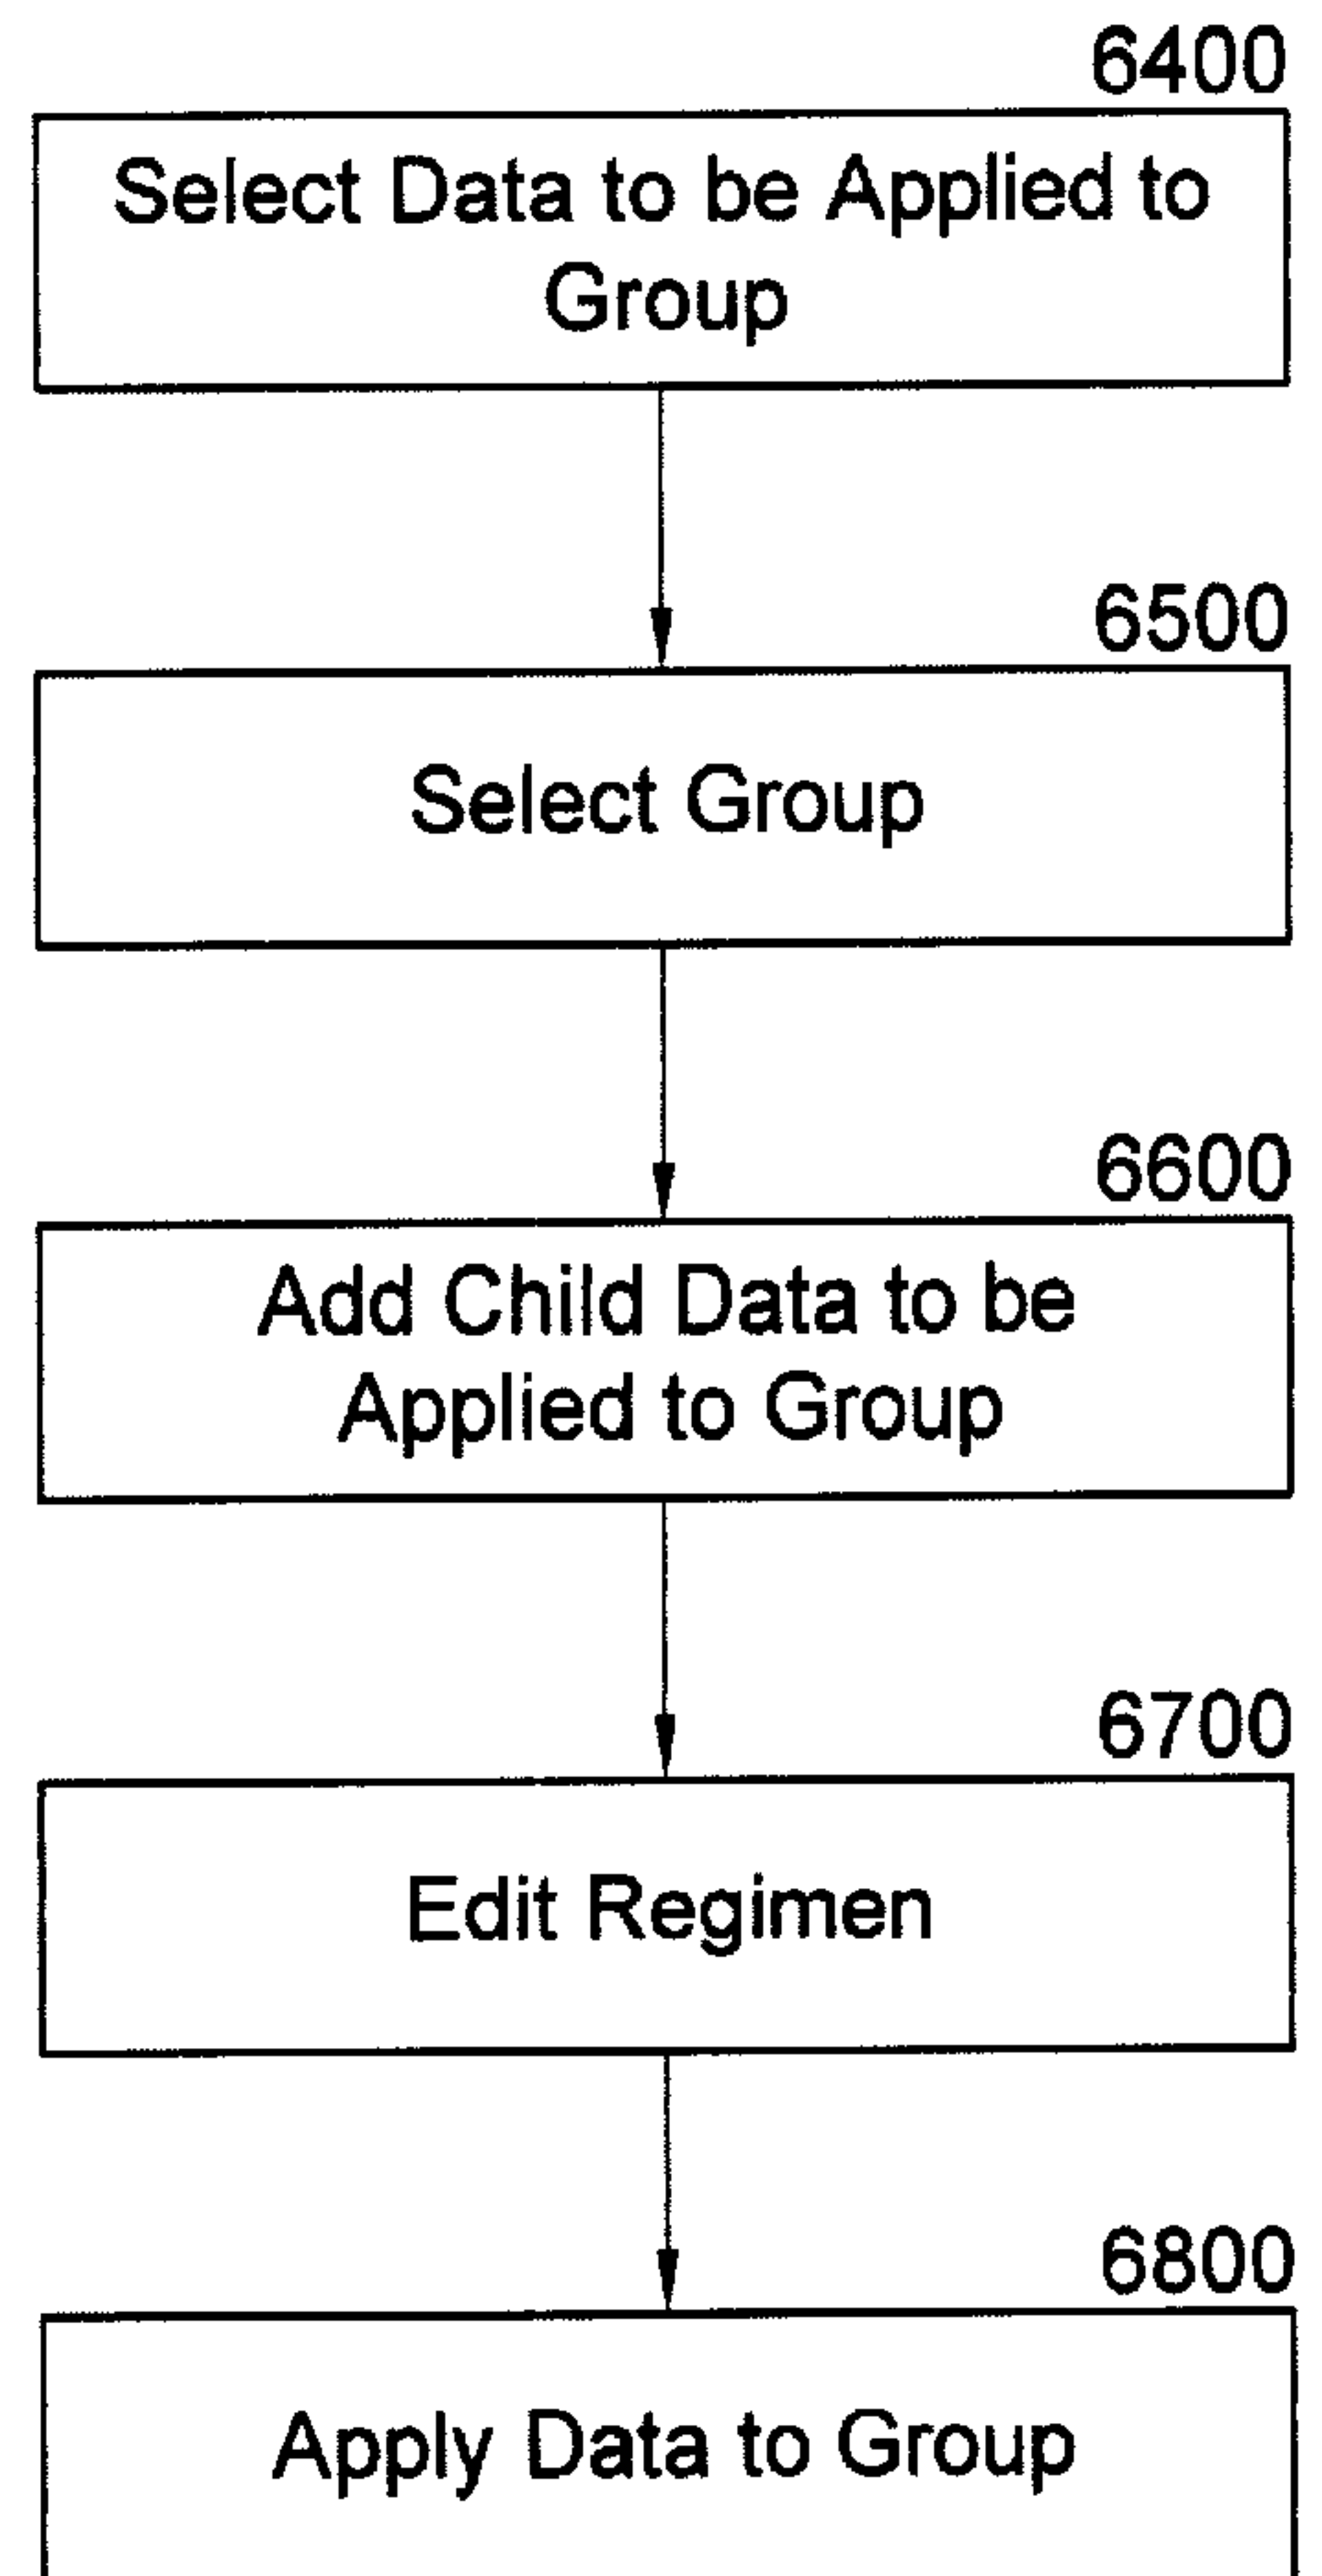 6400
Select Data to be Applied to
Group
6500
Select Group
6600
Add Child Data to be
Applied to Group
6700
Edit Regimen
6800
Apply Data to Group